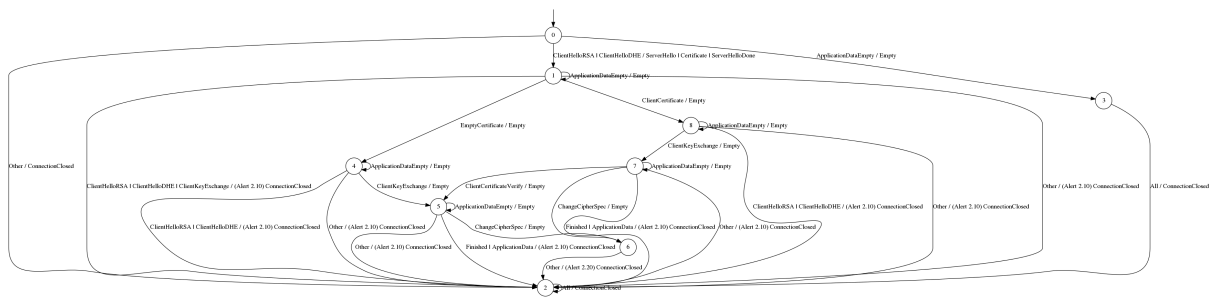 0
ClientHelloRSA | ClientHelloDHE / ServerHello | Certificate | ServerHelloDone
ApplicationDataEmpty / Empty
1
ApplicationDataEmpty / Empty
3
ClientCertificate / Empty
EmptyCertificate / Empty
8
ApplicationDataEmpty / Empty
ClientKeyExchange / Empty
Other / ConnectionClosed
4
ApplicationDataEmpty / Empty
7
ApplicationDataEmpty / Empty
ClientHelloRSA | ClientHelloDHE | ClientKeyExchange / (Alert 2.10) ConnectionClosed
ClientKeyExchange / Empty
ClientCertificateVerify / Empty
Other / (Alert 2.10) ConnectionClosed
All / ConnectionClosed
5
ApplicationDataEmpty / Empty
ChangeCipherSpec / Empty
ClientHelloRSA | ClientHelloDHE / (Alert 2.10) ConnectionClosed
Other / (Alert 2.10) ConnectionClosed
ClientHelloRSA | ClientHelloDHE / (Alert 2.10) ConnectionClosed
Other / (Alert 2.10) ConnectionClosed
ChangeCipherSpec / Empty
Finished | ApplicationData / (Alert 2.10) ConnectionClosed
Other / (Alert 2.10) ConnectionClosed
Other / (Alert 2.10) ConnectionClosed
Finished | ApplicationData / (Alert 2.10) ConnectionClosed
6
Other / (Alert 2.20) ConnectionClosed
2
All / ConnectionClosed